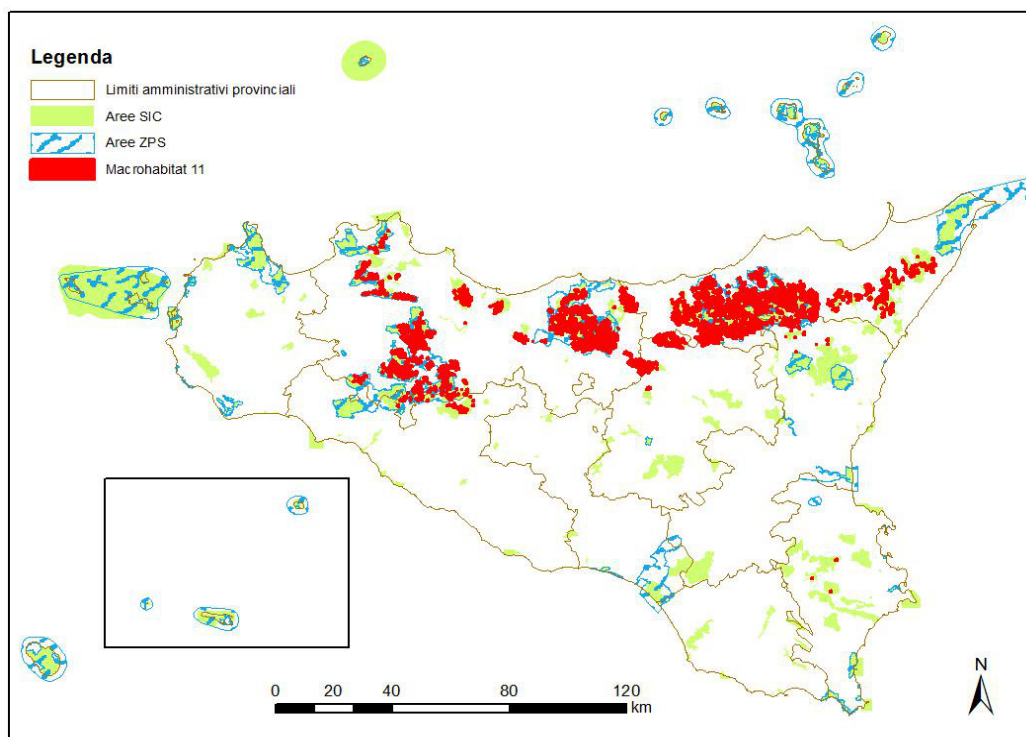 Legenda
Limiti amministrativi provinciali
Aree SIC
Aree ZPS
Macrohabitat 11
N
0 20 40 80 120
km